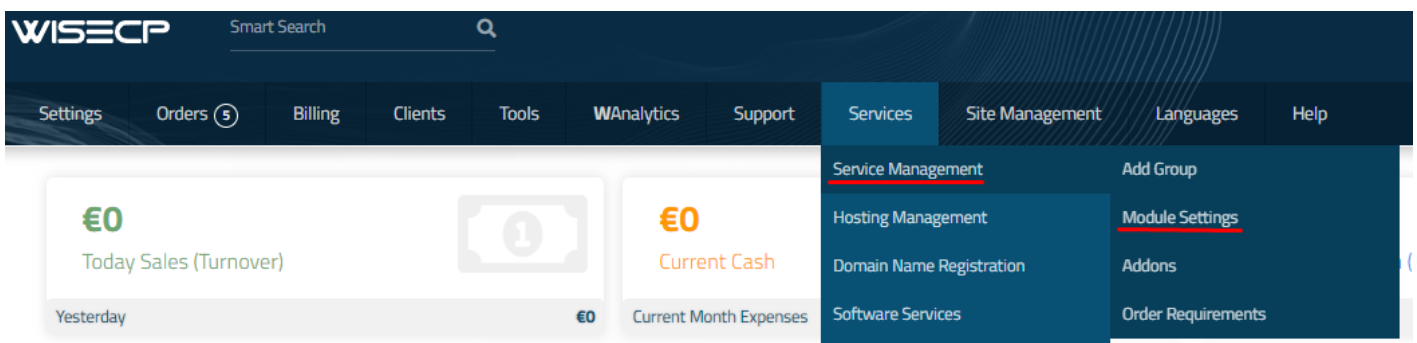 WISECP
Smart Search
Settings Orders 5 Billing Clients Tools WAnalytics Support Services Site Management Languages Help
Service Management Add Group
Hosting Management Module Settings
Domain Name Registration Addons
Software Services Order Requirements
€0
Today Sales (Turnover)
Yesterday €0
1
€0
Current Cash
Current Month Expenses
(